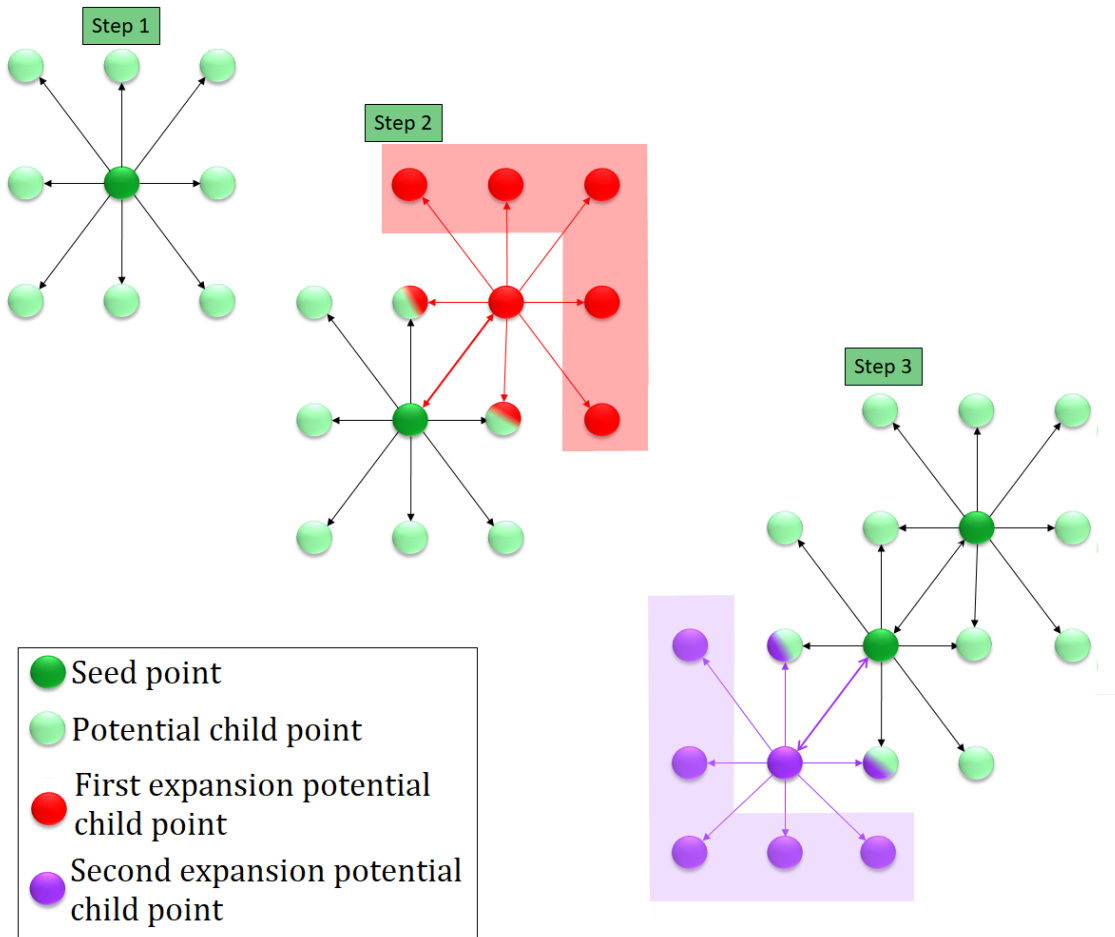 Step 1
Step 2
Step 3
Seed point
Potential child point
First expansion potential
child point
Second expansion potential
child point